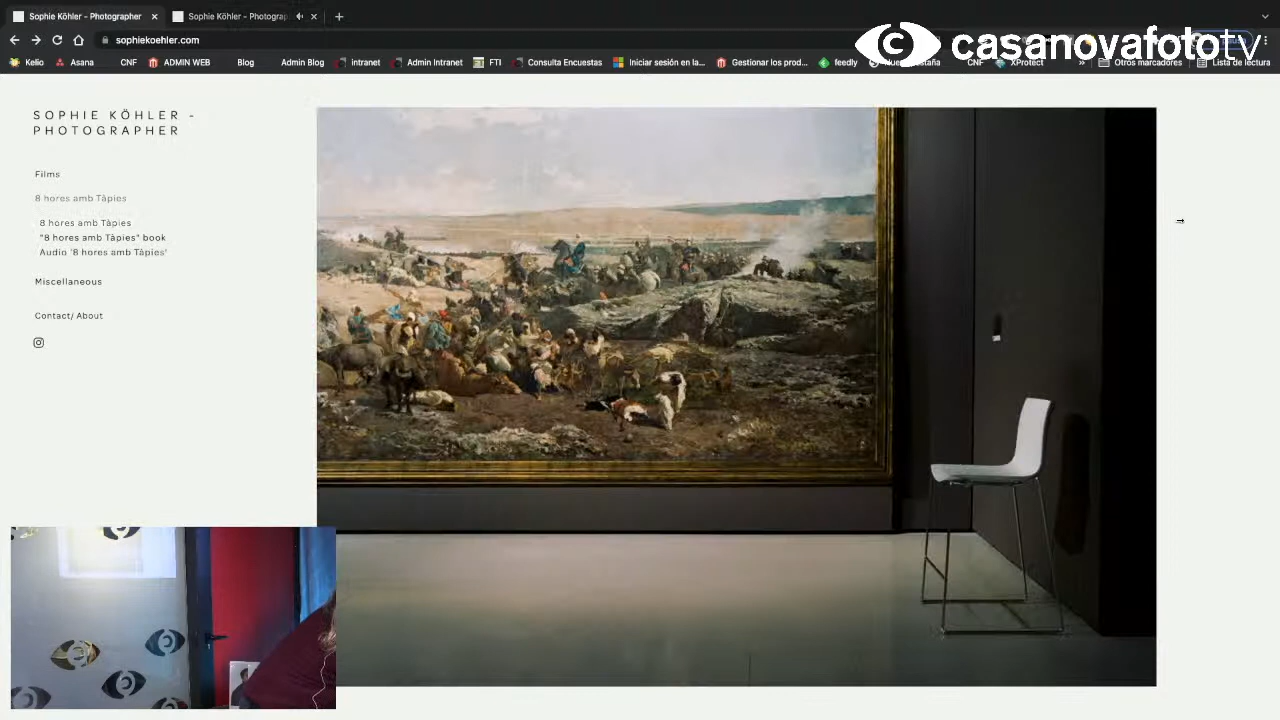 Sophie Köhler - Photographer
Sophie Köhler - Photograp
sophiekoehler.com
casanovafototv
Kelio
Asana
CNF
ADMIN WEB
Blog
Admin Blog
intranet
Admin Intranet
FTI
Consulta Encuestas
Iniciar sesión en la...
Gestionar los prod...
feedly
CNF
XProtect
»
Otros marcadores
Lista de lectura
SOPHIE KÖHLER -
PHOTOGRAPHER
Films
8 hores amb Tàpies
8 hores amb Tàpies
"8 hores amb Tàpies" book
Audio '8 hores amb Tàpies'
Miscellaneous
Contact/ About